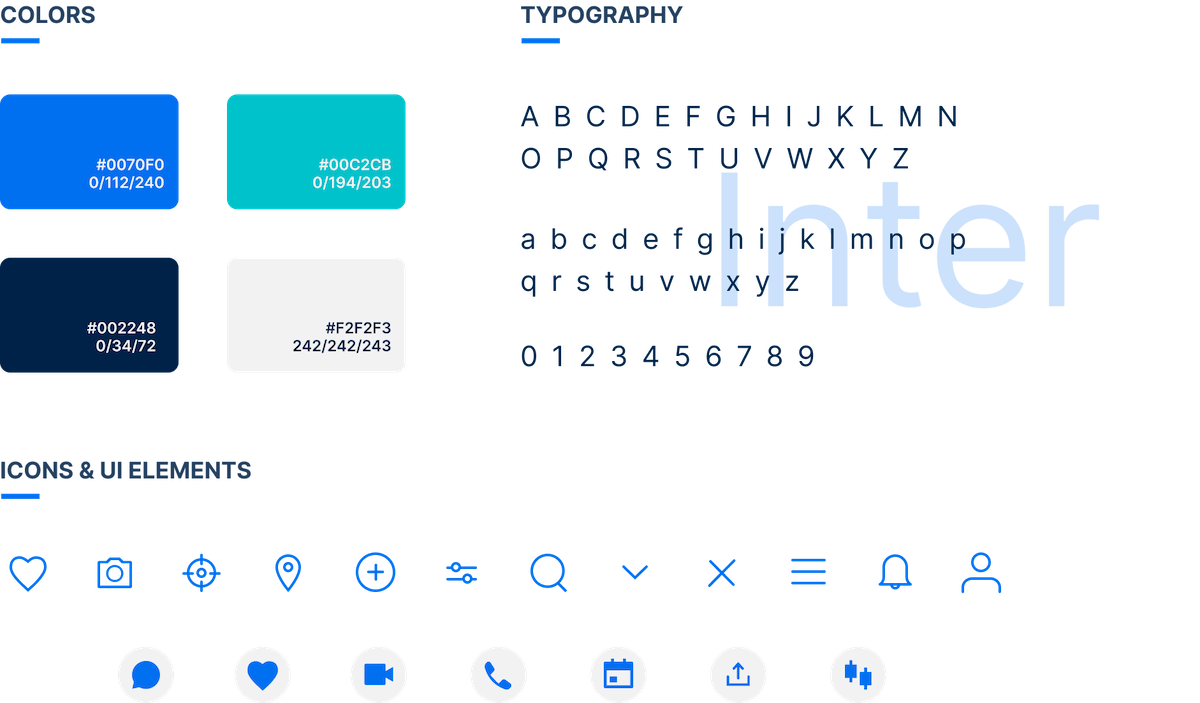 COLORS
#0070F0
0/112/240
#00C2CB
0/194/203
#002248
0/34/72
#F2F2F3
242/242/243
TYPOGRAPHY
A B C D E F G H I J K L M N
O P Q R S T U V W X Y Z
Inter
a b c d e f g h i j k l m n o p
q r s t u v w x y z
0 1 2 3 4 5 6 7 8 9
ICONS & UI ELEMENTS